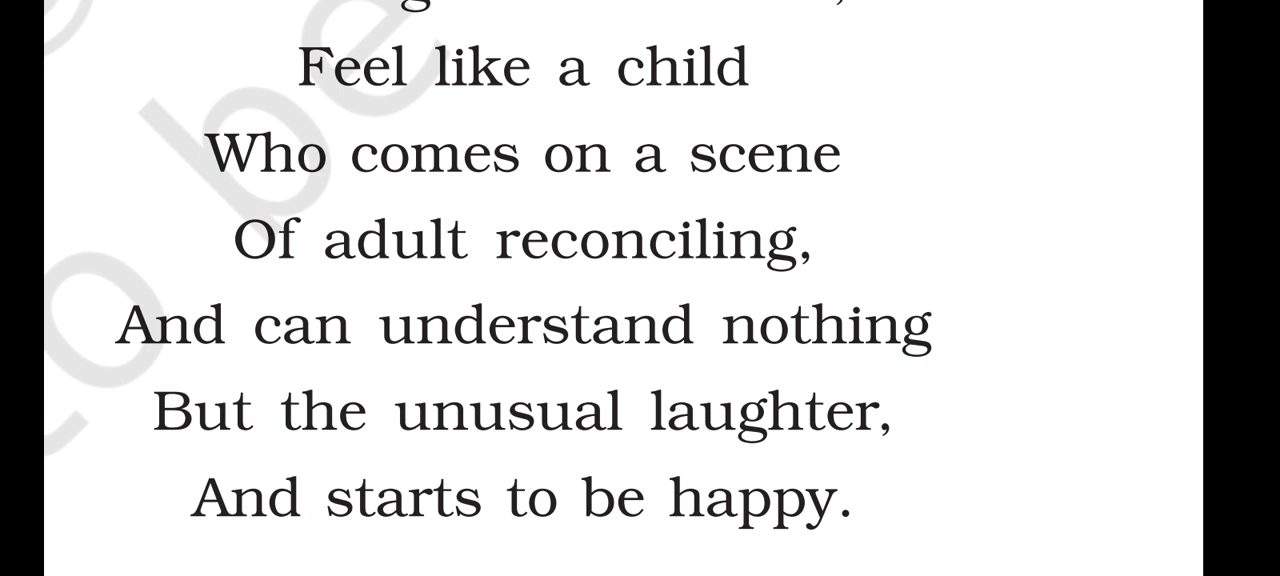 Feel like a child
Who comes on a scene
Of adult reconciling,
And can understand nothing
But the unusual laughter,
And starts to be happy.